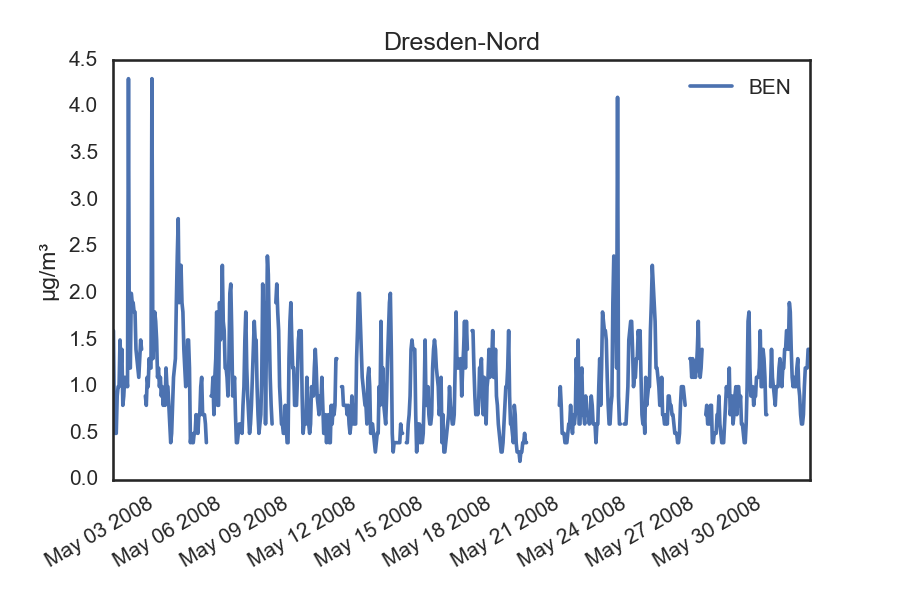 Dresden-Nord
4.5
4.0
3.5
3.0
2.5
2.0
1.5
1.0
0.5
0.0
µg/m³
BEN
May 03 2008
May 06 2008
May 09 2008
May 12 2008
May 15 2008
May 18 2008
May 21 2008
May 24 2008
May 27 2008
May 30 2008